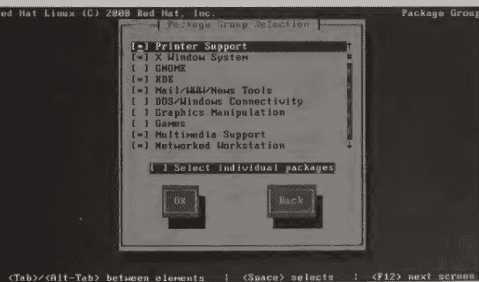 ed Hat Linux (C) 2000 Red Hat, Inc. Package Group
Package Group Selection
[*] Printer Support
[*] X Window System
[ ] GNOME
[*] KDE
[*] Mail/WWW/News Tools
[ ] DOS/Windows Connectivity
[ ] Graphics Manipulation
[ ] Games
[*] Multimedia Support
[*] Networked Workstation
[ ] Select individual packages
OK Back
<Tab>/<Alt-Tab> between elements | <Space> selects | <F12> next screen